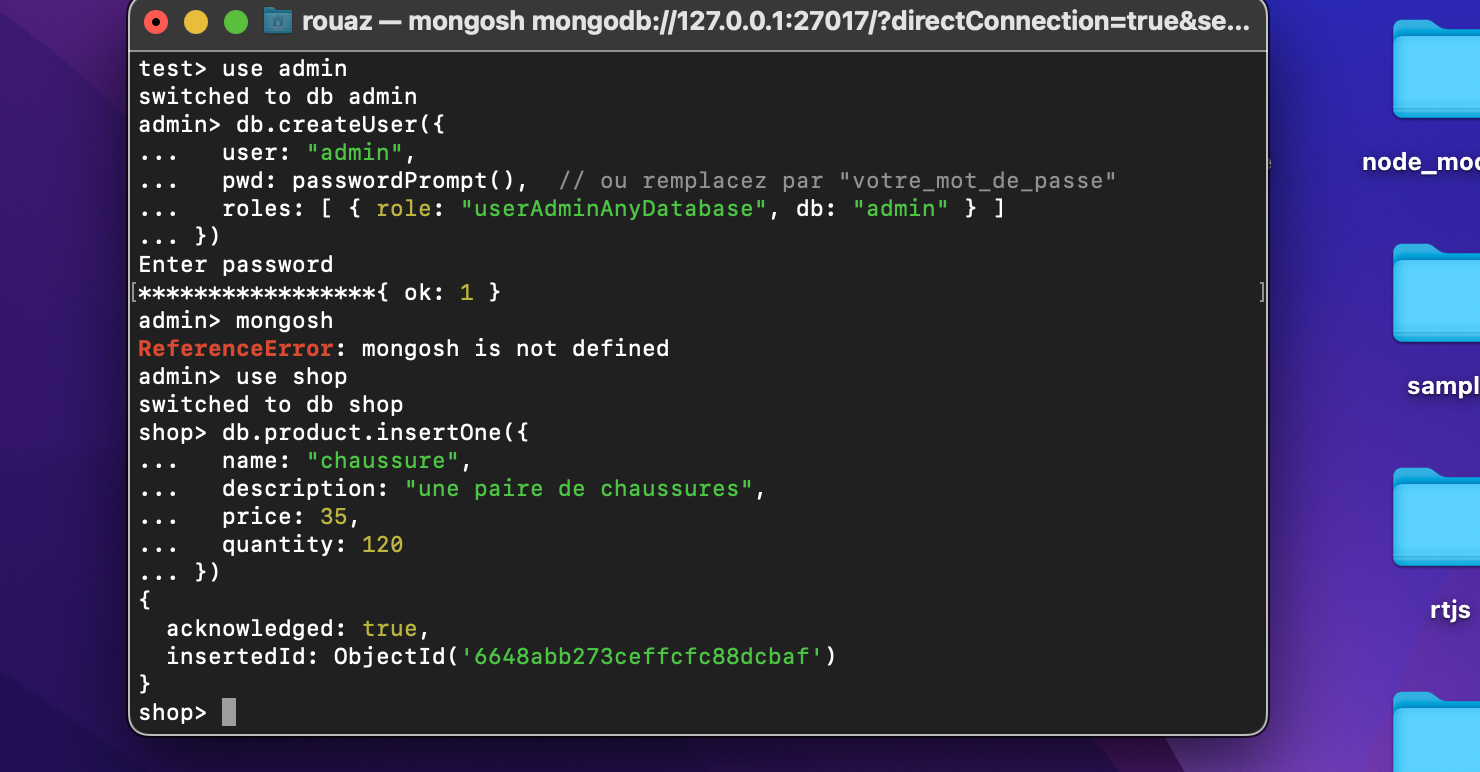 rouaz — mongosh mongodb://127.0.0.1:27017/?directConnection=true&se...
test> use admin
switched to db admin
admin> db.createUser({
...   user: "admin",
...   pwd: passwordPrompt(),  // ou remplacez par "votre_mot_de_passe"
...   roles: [ { role: "userAdminAnyDatabase", db: "admin" } ]
... })
Enter password
[*****************{ ok: 1 }                                                      ]
admin> mongosh
ReferenceError: mongosh is not defined
admin> use shop
switched to db shop
shop> db.product.insertOne({
...   name: "chaussure",
...   description: "une paire de chaussures",
...   price: 35,
...   quantity: 120
... })
{
  acknowledged: true,
  insertedId: ObjectId('6648abb273ceffcfc88dcbaf')
}
shop>
node_mod
sampl
rtjs